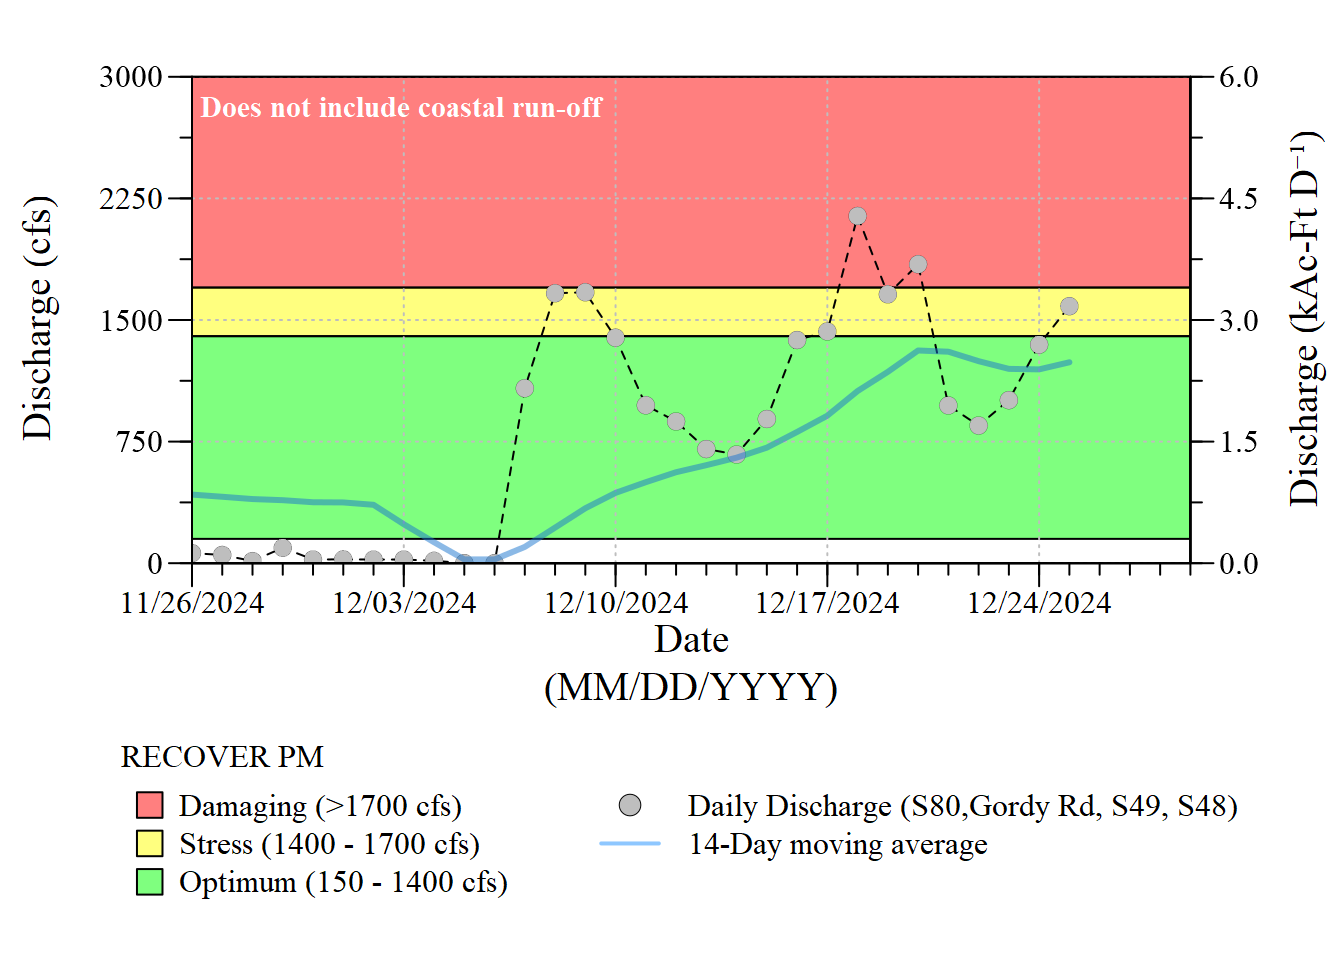 Does not include coastal run-off
3000
2250
1500
750
0
Discharge (cfs)
6.0
4.5
3.0
1.5
0.0
Discharge (kAc-Ft D⁻¹)
11/26/2024
12/03/2024
12/10/2024
12/17/2024
12/24/2024
Date
(MM/DD/YYYY)
RECOVER PM
Damaging (>1700 cfs)
Stress (1400 - 1700 cfs)
Optimum (150 - 1400 cfs)
Daily Discharge (S80,Gordy Rd, S49, S48)
14-Day moving average